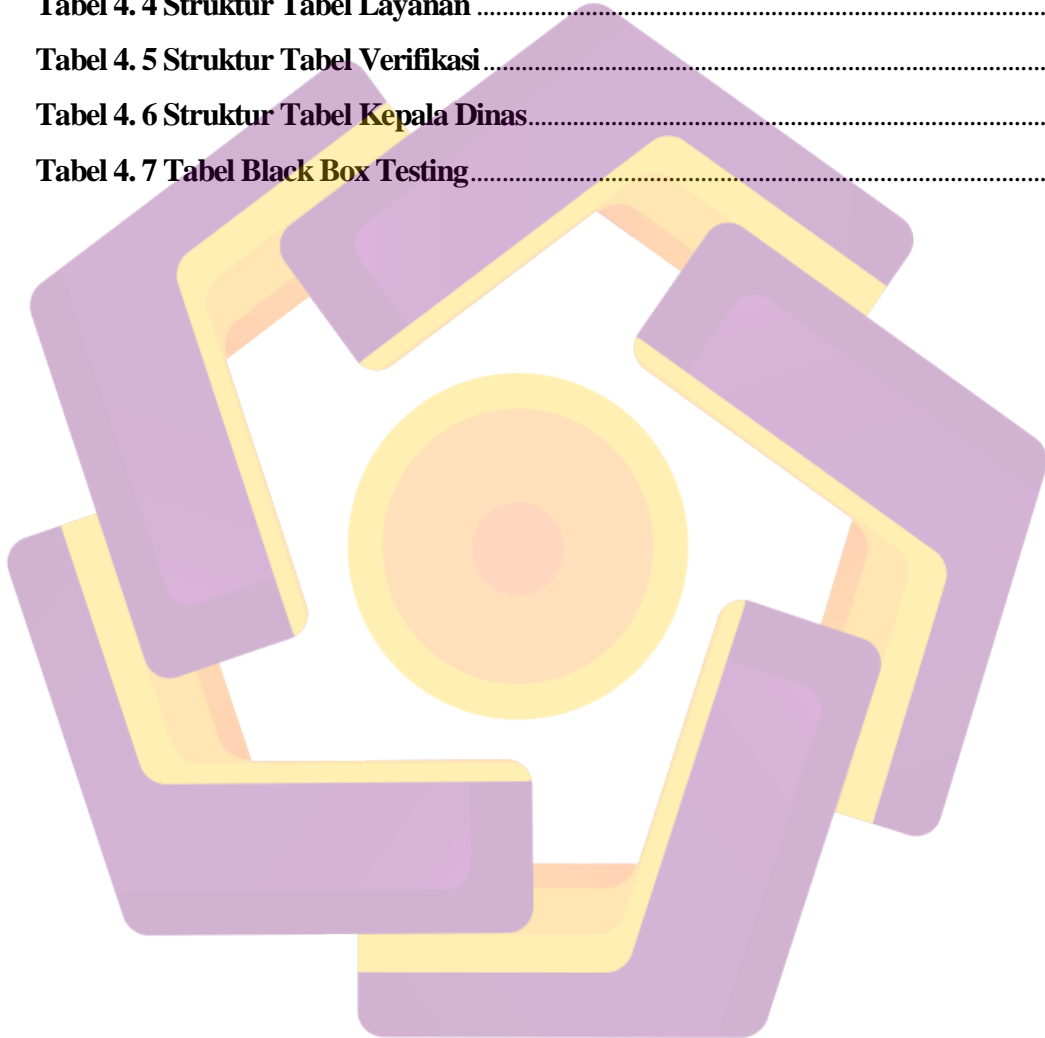 Tabel 4. 4 Struktur Tabel Layanan
Tabel 4. 5 Struktur Tabel Verifikasi
Tabel 4. 6 Struktur Tabel Kepala Dinas
Tabel 4. 7 Tabel Black Box Testing